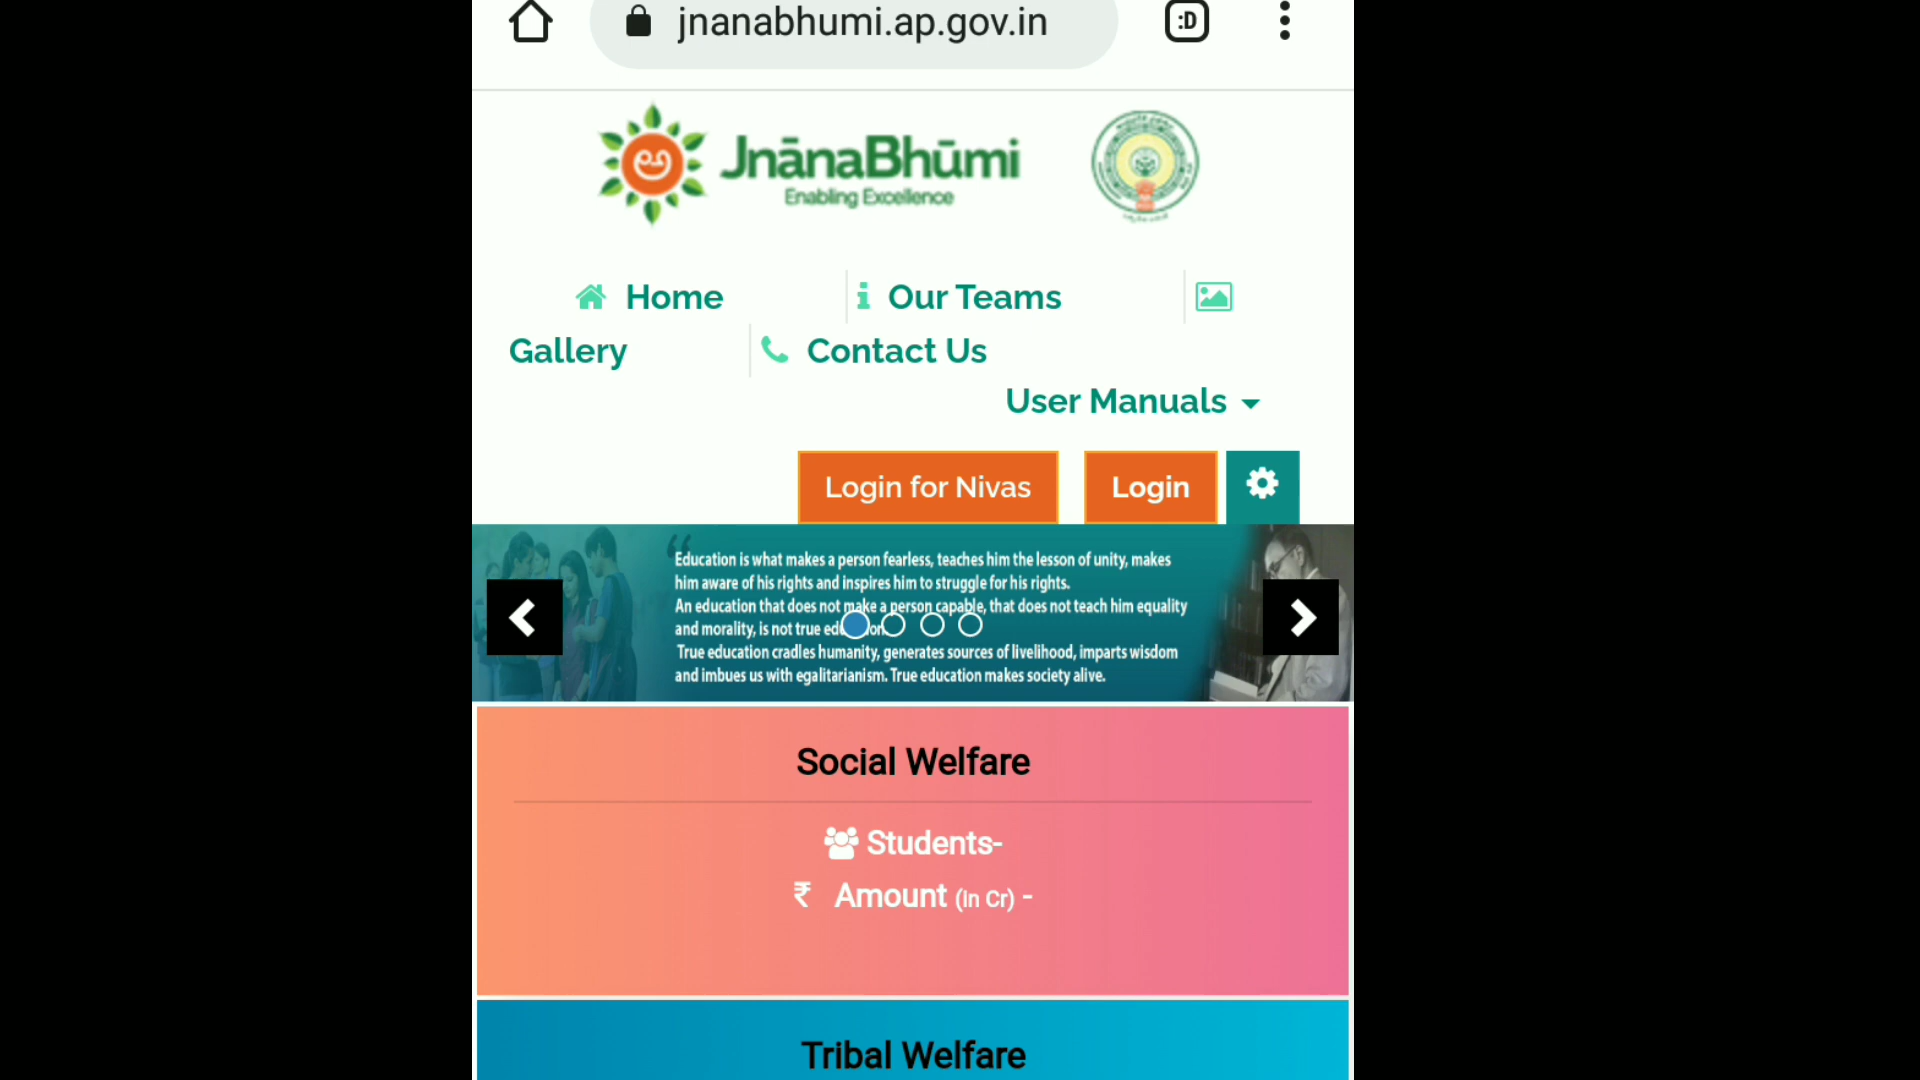 jnanabhumi.ap.gov.in
:D
JnānaBhūmi
Enabling Excellence
Home
Our Teams
Gallery
Contact Us
User Manuals
Login for Nivas
Login
“
Education is what makes a person fearless, teaches him the lesson of unity, makes
him aware of his rights and inspires him to struggle for his rights.
An education that does not make a person capable, that does not teach him equality
and morality, is not true
True education cradles humanity, generates sources of livelihood, imparts wisdom
and imbues us with egalitarianism. True education makes society alive.
Social Welfare
Students-
₹ Amount (In Cr) -
Tribal Welfare